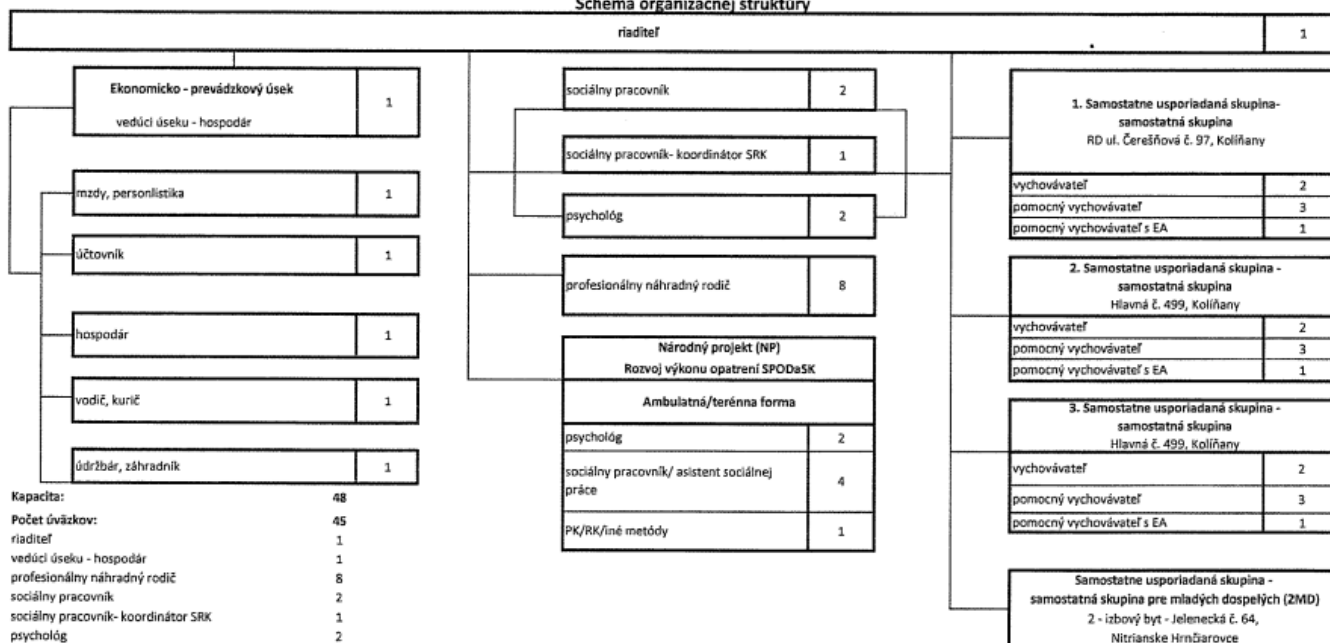 Schéma organizačnej štruktúry
riaditeľ 1
Ekonomicko - prevádzkový úsek
vedúci úseku - hospodár
1
mzdy, personlistika 1
účtovník 1
hospodár 1
vodič, kurič 1
údržbár, záhradník 1
Kapacita: 48
Počet úväzkov: 45
riaditeľ 1
vedúci úseku - hospodár 1
profesionálny náhradný rodič 8
sociálny pracovník 2
sociálny pracovník- koordinátor SRK 1
psychológ 2
sociálny pracovník 2
sociálny pracovník- koordinátor SRK 1
psychológ 2
profesionálny náhradný rodič 8
Národný projekt (NP)
Rozvoj výkonu opatrení SPODaSK
Ambulatná/terénna forma
psychológ 2
sociálny pracovník/ asistent sociálnej
práce
4
PK/RK/iné metódy 1
1. Samostatne usporiadaná skupina-
samostatná skupina
RD ul. Čerešňová č. 97, Kolíňany
vychovávateľ 2
pomocný vychovávateľ 3
pomocný vychovávateľ s EA 1
2. Samostatne usporiadaná skupina -
samostatná skupina
Hlavná č. 499, Kolíňany
vychovávateľ 2
pomocný vychovávateľ 3
pomocný vychovávateľ s EA 1
3. Samostatne usporiadaná skupina -
samostatná skupina
Hlavná č. 499, Kolíňany
vychovávateľ 2
pomocný vychovávateľ 3
pomocný vychovávateľ s EA 1
Samostatne usporiadaná skupina -
samostatná skupina pre mladých dospelých (2MD)
2 - izbový byt - Jelenecká č. 64,
Nitrianske Hrnčiarovce